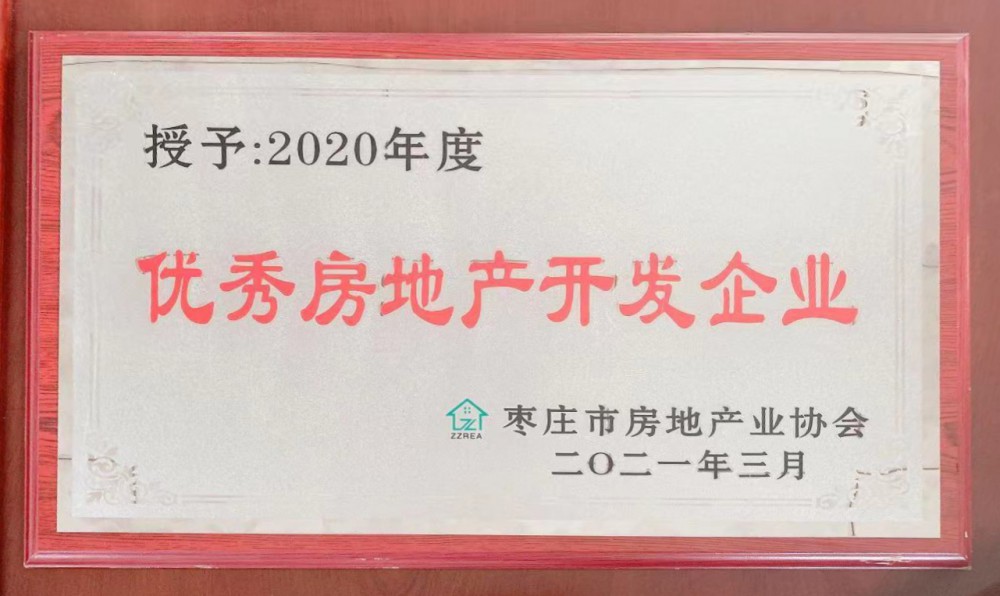 授予:2020年度
优秀房地产开发企业
ZZREA
枣庄市房地产业协会
二〇二一年三月